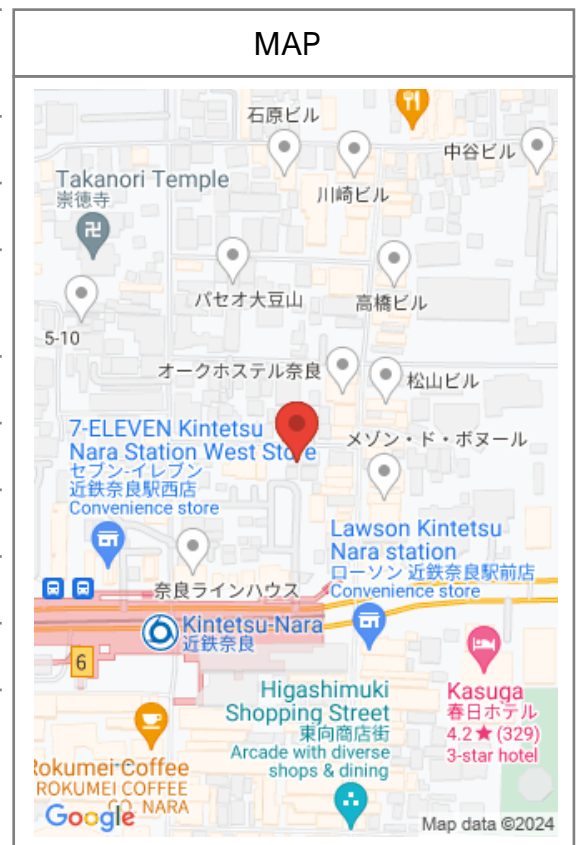 MAP
石原ビル
中谷ビル
Takanori Temple
崇徳寺
川崎ビル
パセオ大豆山
高橋ビル
5-10
オークホステル奈良
松山ビル
7-ELEVEN Kintetsu
Nara Station West Store
セブン-イレブン
近鉄奈良駅西店
Convenience store
メゾン・ド・ボヌール
Lawson Kintetsu
Nara station
ローソン 近鉄奈良駅前店
Convenience store
奈良ラインハウス
Kintetsu-Nara
近鉄奈良
6
Higashimuki
Shopping Street
東向商店街
Arcade with diverse
shops & dining
Kasuga
春日ホテル
4.2★(329)
3-star hotel
Rokumei Coffee
ROKUMEI COFFEE
CO. NARA
Google
Map data ©2024